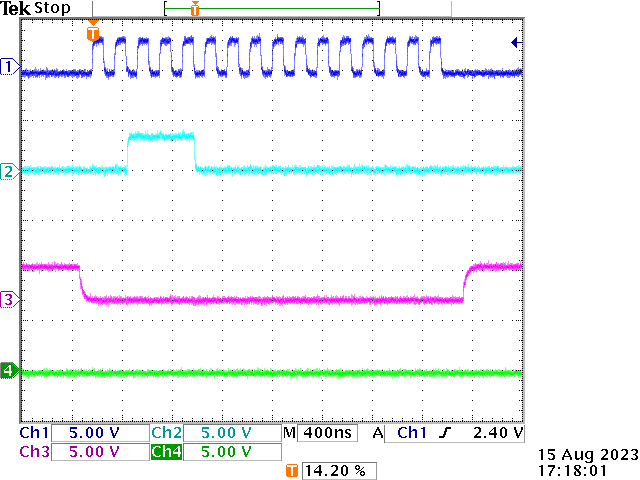 Tek Stop
T
T
1
2
3
4
Ch1 5.00 V Ch2 5.00 V M 400ns A Ch1 2.40 V
Ch3 5.00 V Ch4 5.00 V
15 Aug 2023
T 14.20 %
17:18:01